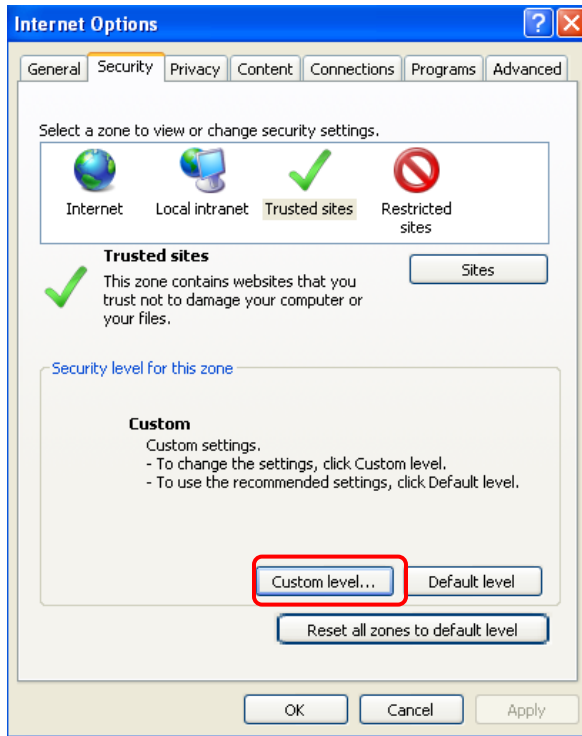 Internet Options
General Security Privacy Content Connections Programs Advanced
Select a zone to view or change security settings.
Internet Local intranet Trusted sites Restricted
sites
Trusted sites
Sites
This zone contains websites that you
trust not to damage your computer or
your files.
Security level for this zone
Custom
Custom settings.
- To change the settings, click Custom level.
- To use the recommended settings, click Default level.
Custom level... Default level
Reset all zones to default level
OK Cancel Apply